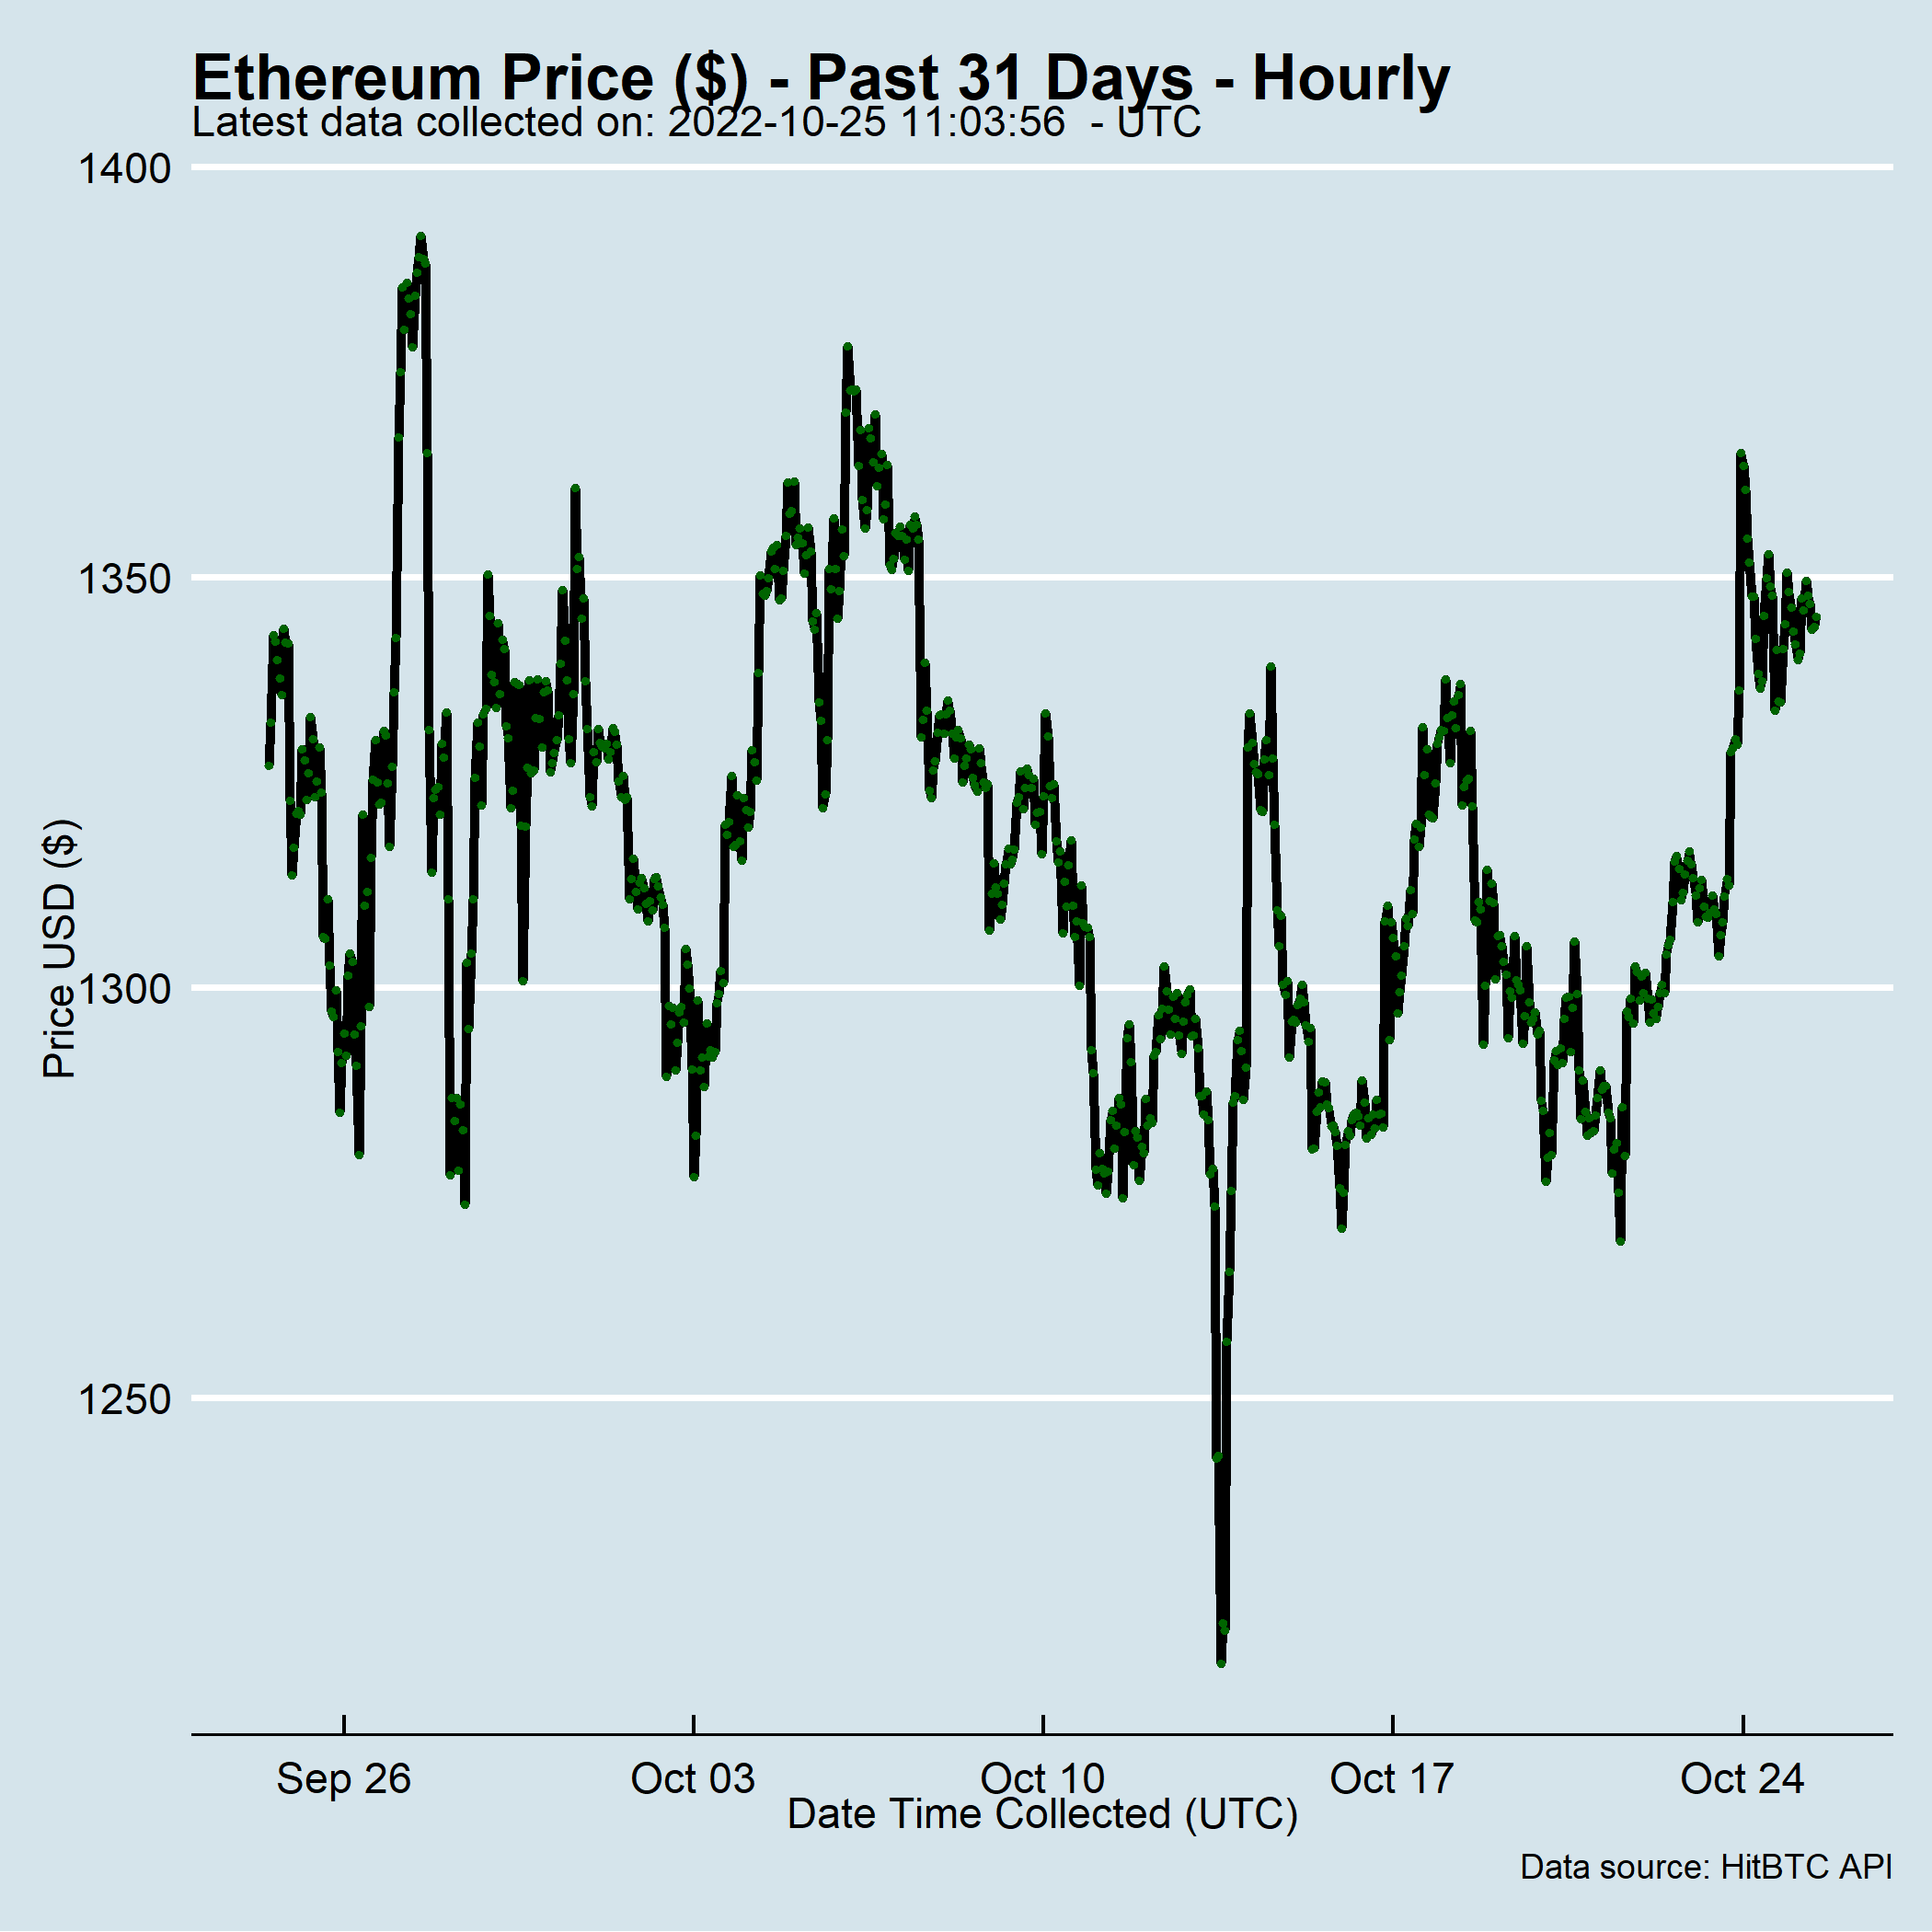 Ethereum Price ($) - Past 31 Days - Hourly
Latest data collected on: 2022-10-25 11:03:56  - UTC
1400
1350
1300
1250
Price USD ($)
Sep 26
Oct 03
Oct 10
Oct 17
Oct 24
Date Time Collected (UTC)
Data source: HitBTC API